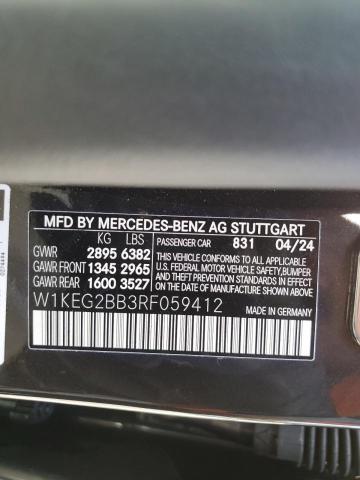 MFD BY MERCEDES-BENZ AG STUTTGART
KG LBS PASSENGER CAR 831 04/24
GVWR 2895 6382 THIS VEHICLE CONFORMS TO ALL APPLICABLE
GAWR FRONT 1345 2965 U.S. FEDERAL MOTOR VEHICLE SAFETY AND
GAWR REAR 1600 3527 THEFT PREVENTION STANDARDS IN EFFECT ON THE DATE OF MANUFACTURE SHOWN ABOVE.
W1KEG2BB3RF059412
MADE IN GERMANY